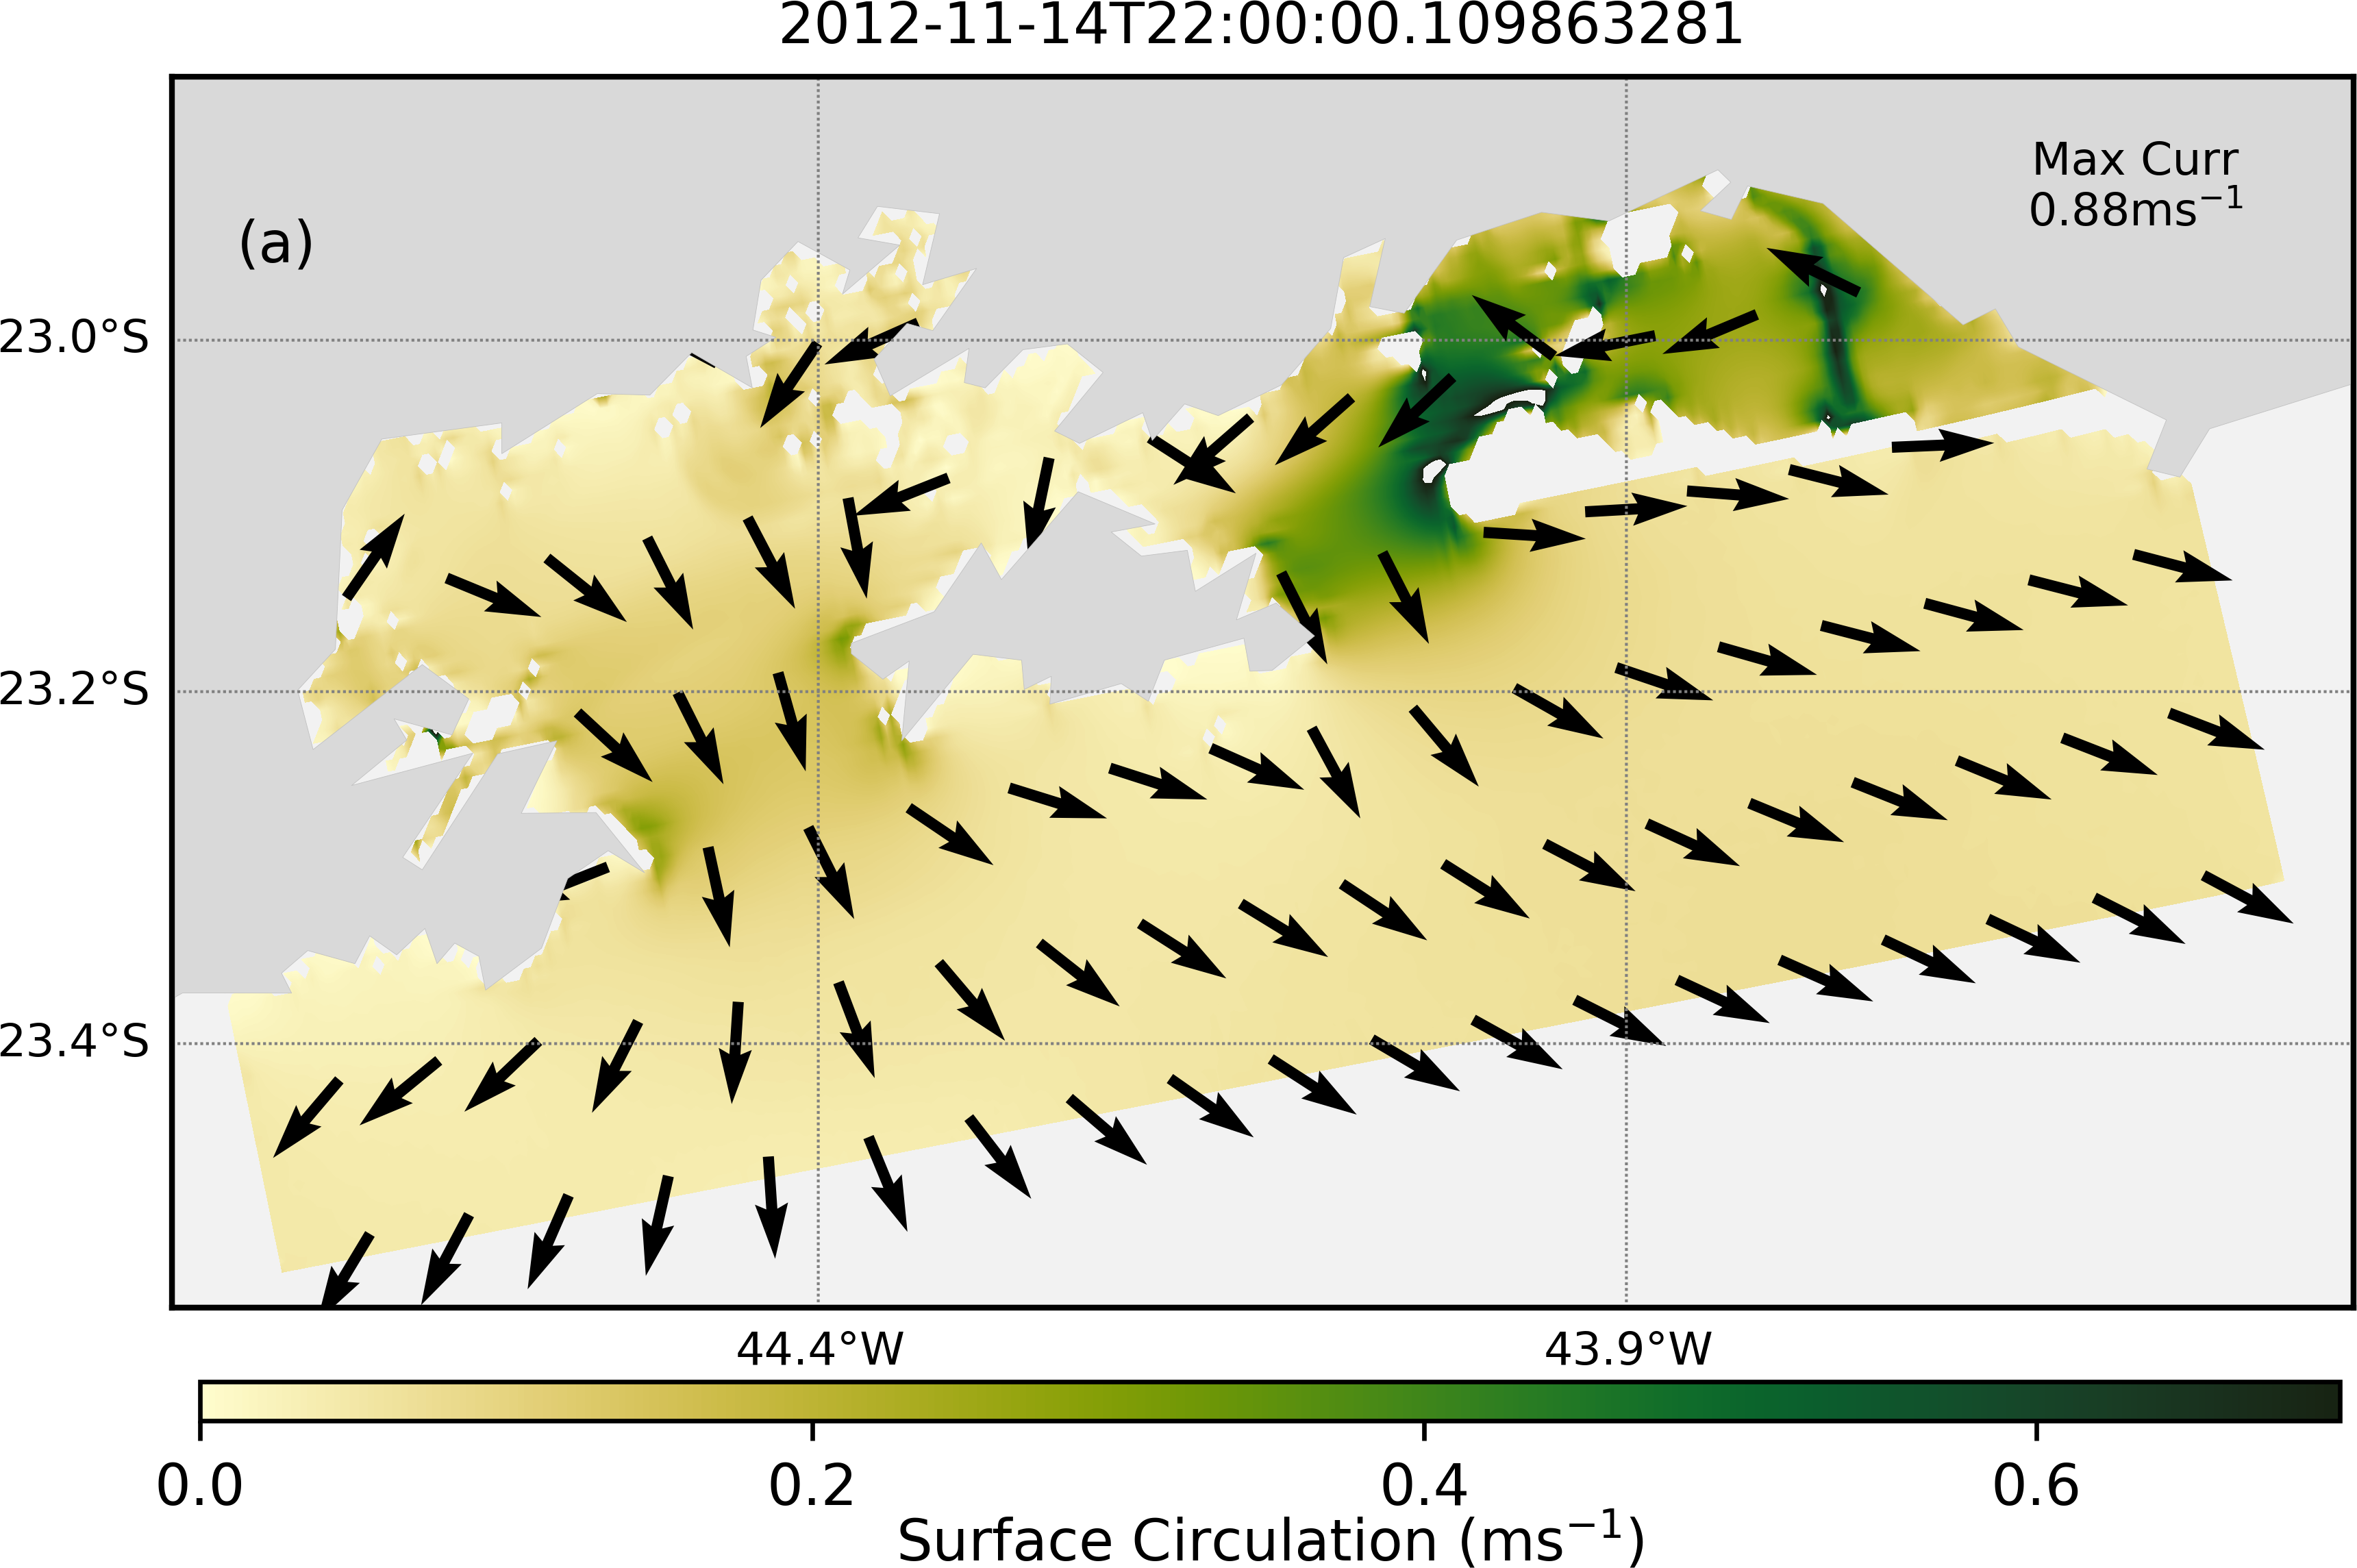 2012-11-14T22:00:00.109863281
Max Curr
0.88ms⁻¹
(a)
23.0°S
23.2°S
23.4°S
44.4°W 43.9°W
0.0 0.2 0.4 0.6
Surface Circulation (ms⁻¹)